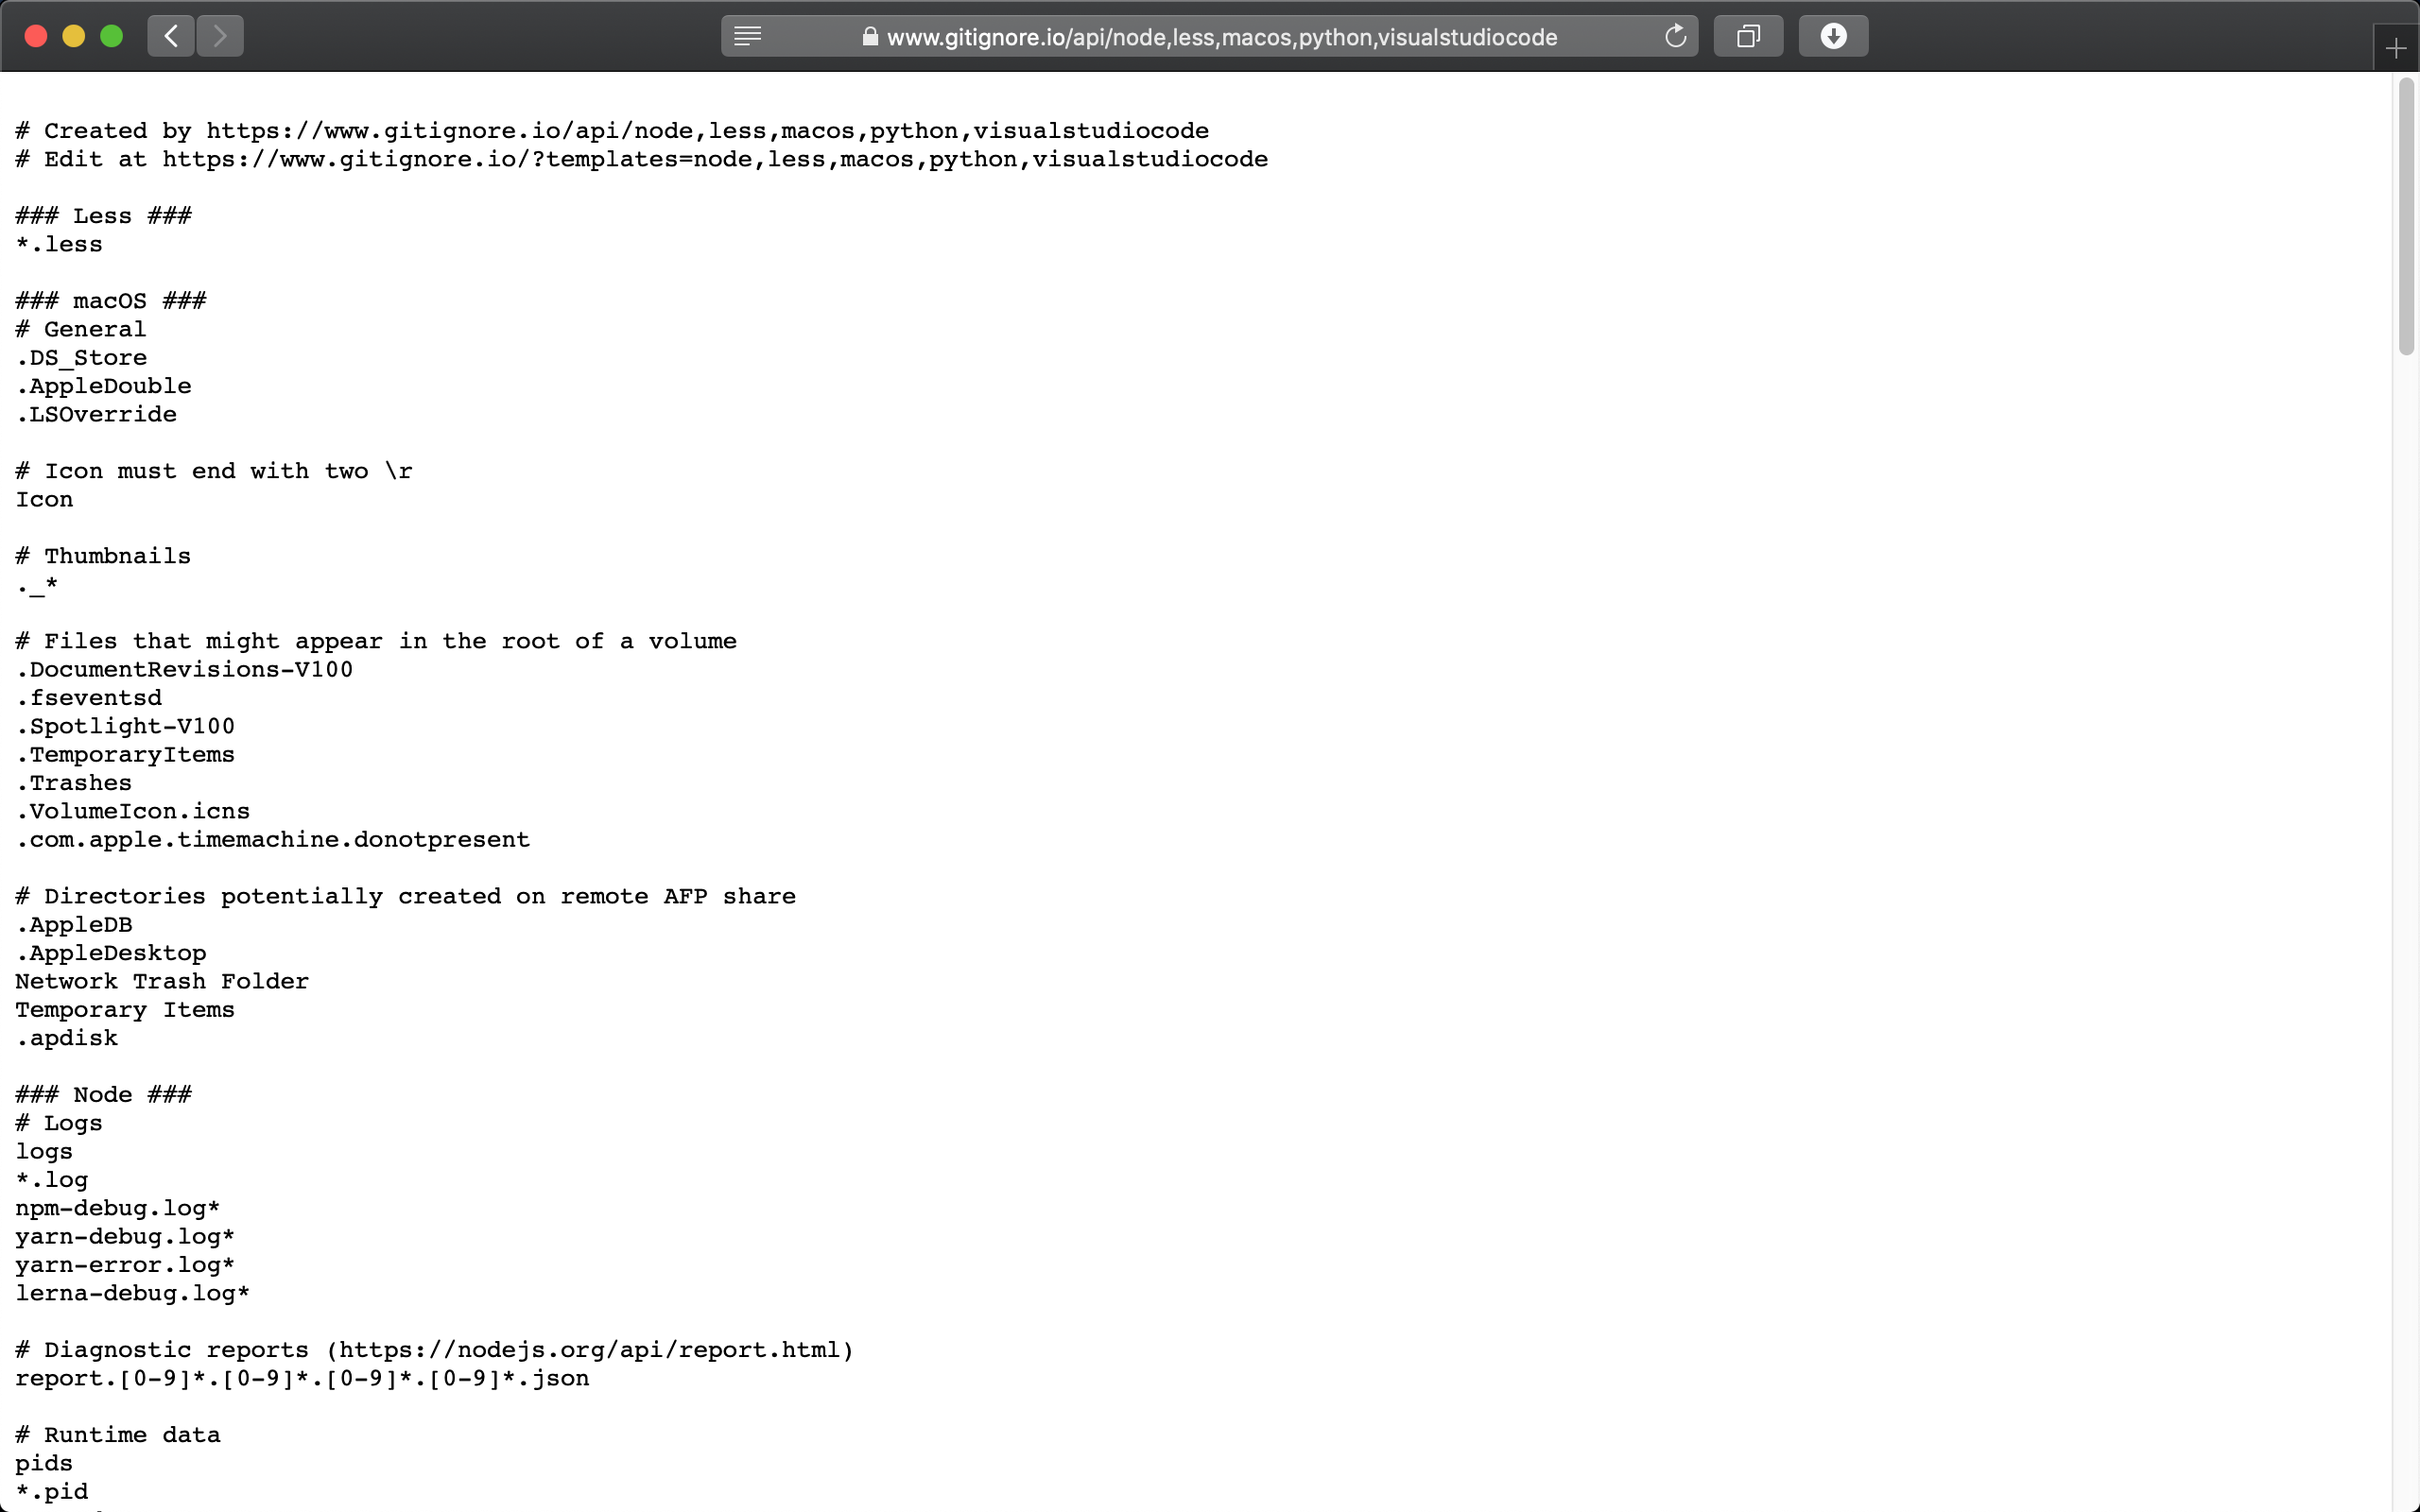 www.gitignore.io/api/node,less,macos,python,visualstudiocode
# Created by https://www.gitignore.io/api/node,less,macos,python,visualstudiocode
# Edit at https://www.gitignore.io/?templates=node,less,macos,python,visualstudiocode
### Less ###
*.less
### macOS ###
# General
.DS_Store
.AppleDouble
.LSOverride
# Icon must end with two \r
Icon
# Thumbnails
._*
# Files that might appear in the root of a volume
.DocumentRevisions-V100
.fseventsd
.Spotlight-V100
.TemporaryItems
.Trashes
.VolumeIcon.icns
.com.apple.timemachine.donotpresent
# Directories potentially created on remote AFP share
.AppleDB
.AppleDesktop
Network Trash Folder
Temporary Items
.apdisk
### Node ###
# Logs
logs
*.log
npm-debug.log*
yarn-debug.log*
yarn-error.log*
lerna-debug.log*
# Diagnostic reports (https://nodejs.org/api/report.html)
report.[0-9]*.[0-9]*.[0-9]*.[0-9]*.json
# Runtime data
pids
*.pid